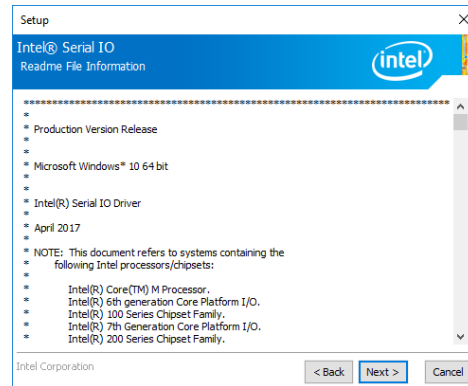 Setup
Intel® Serial IO
Readme File Information
intel
********************************************************************************
*
* Production Version Release
*
*
* Microsoft Windows* 10 64 bit
*
*
* Intel(R) Serial IO Driver
*
* April 2017
*
* NOTE: This document refers to systems containing the
* following Intel processors/chipsets:
*
* Intel(R) Core(TM) M Processor.
* Intel(R) 6th generation Core Platform I/O.
* Intel(R) 100 Series Chipset Family.
* Intel(R) 7th Generation Core Platform I/O.
* Intel(R) 200 Series Chipset Family.
*
Intel Corporation
< Back Next > Cancel